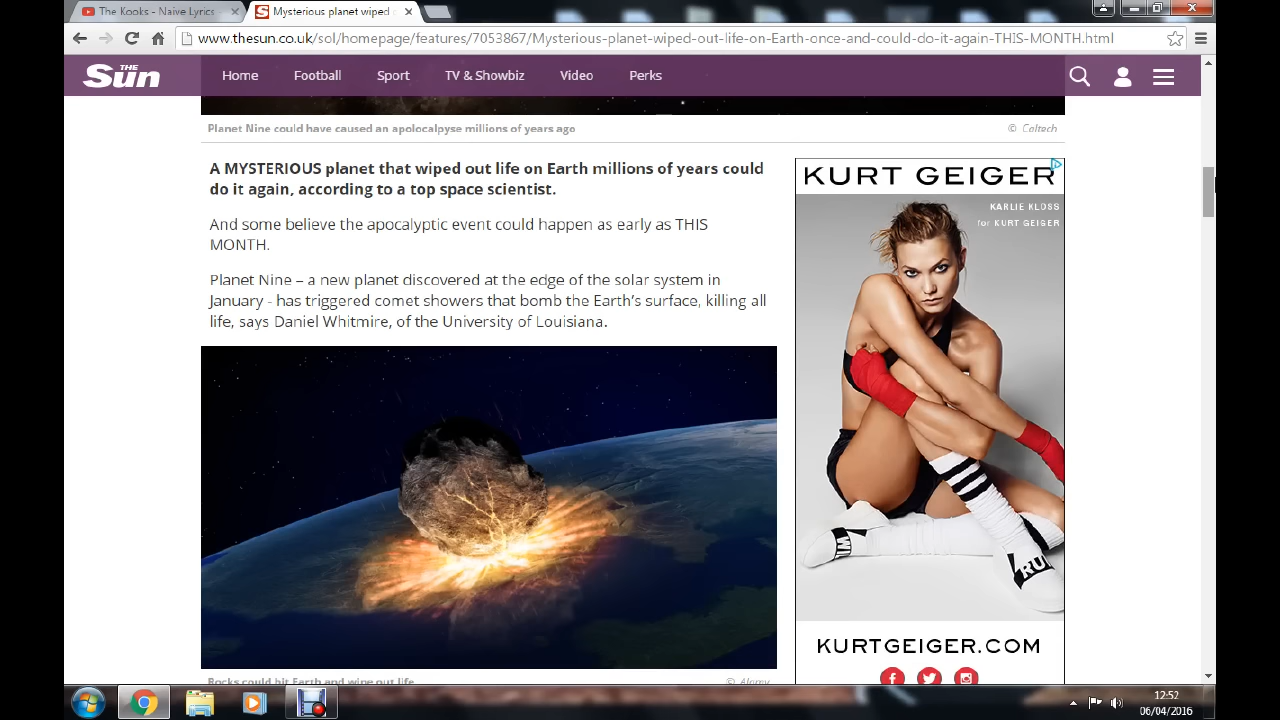 The Kooks - Naive Lyrics
Mysterious planet wiped
www.thesun.co.uk/sol/homepage/features/7053867/Mysterious-planet-wiped-out-life-on-Earth-once-and-could-do-it-again-THIS-MONTH.html
THE Sun
Home Football Sport TV & Showbiz Video Perks
Planet Nine could have caused an apolocalpyse millions of years ago
© Caltech
A MYSTERIOUS planet that wiped out life on Earth millions of years could
do it again, according to a top space scientist.
And some believe the apocalyptic event could happen as early as THIS
MONTH.
Planet Nine – a new planet discovered at the edge of the solar system in
January - has triggered comet showers that bomb the Earth's surface, killing all
life, says Daniel Whitmire, of the University of Louisiana.
KURT GEIGER
KARLIE KLOSS
for KURT GEIGER
RU
KURTGEIGER.COM
Rocks could hit Earth and wipe out life
© Alamy
12:52
06/04/2016